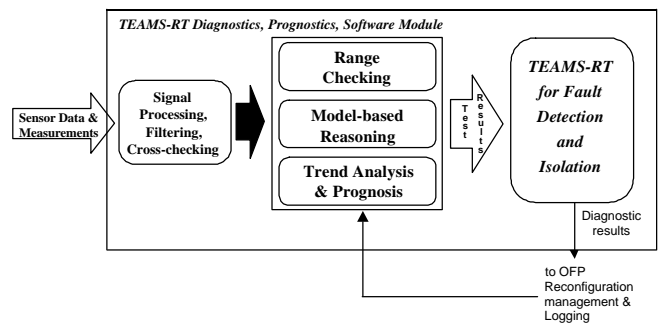 TEAMS-RT Diagnostics, Prognostics, Software Module
Sensor Data &
Measurements
Signal
Processing,
Filtering,
Cross-checking
Range
Checking
Model-based
Reasoning
Trend Analysis
& Prognosis
Test
Results
TEAMS-RT
for Fault
Detection
and
Isolation
Diagnostic
results
to OFP
Reconfiguration
management &
Logging